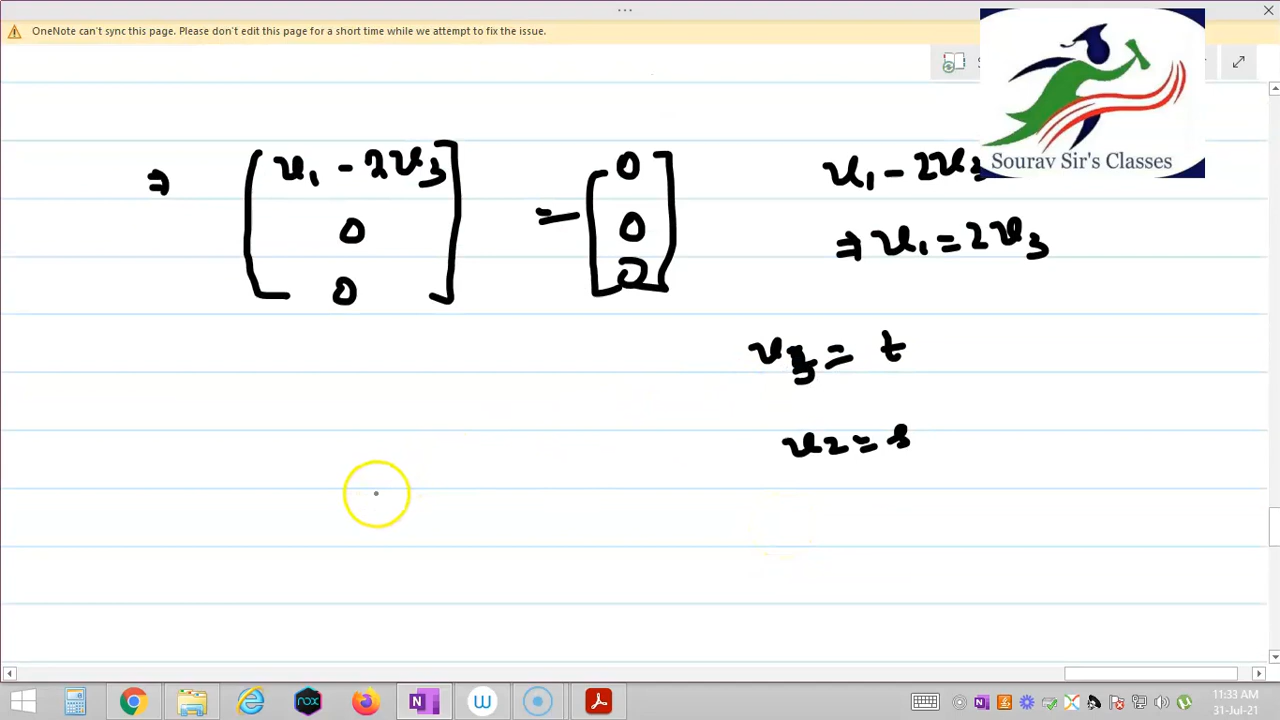 OneNote can't sync this page. Please don't edit this page for a short time while we attempt to fix the issue.
Sourav Sir's Classes
⇒ [x₁ - 2x₃
0
0] = [0
0
0]
x₁ - 2x₃
⇒ x₁ = 2x₃
x₃ = t
x₂ = s
11:33 AM
31-Jul-21